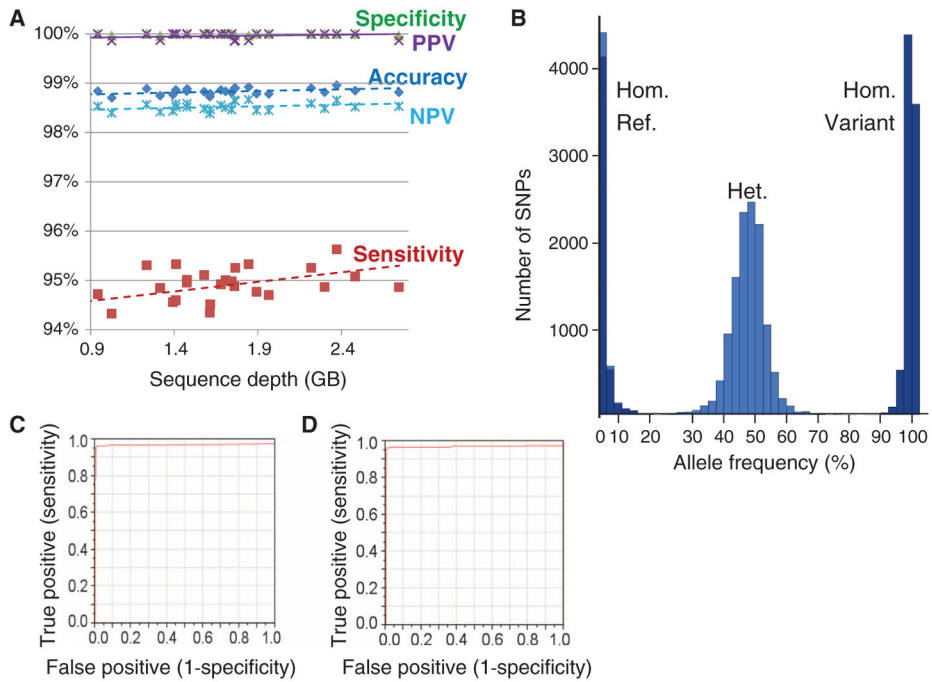 A
100%
99%
98%
97%
96%
95%
94%
Specificity
PPV
Accuracy
NPV
Sensitivity
0.9 1.4 1.9 2.4
Sequence depth (GB)
B
Number of SNPs
4000
3000
2000
1000
Hom.
Ref.
Het.
Hom.
Variant
0 10 20 30 40 50 60 70 80 90 100
Allele frequency (%)
C
True positive (sensitivity)
1.0
0.8
0.6
0.4
0.2
0.0
0.0 0.2 0.4 0.6 0.8 1.0
False positive (1-specificity)
D
True positive (sensitivity)
1.0
0.8
0.6
0.4
0.2
0.0
0.0 0.2 0.4 0.6 0.8 1.0
False positive (1-specificity)